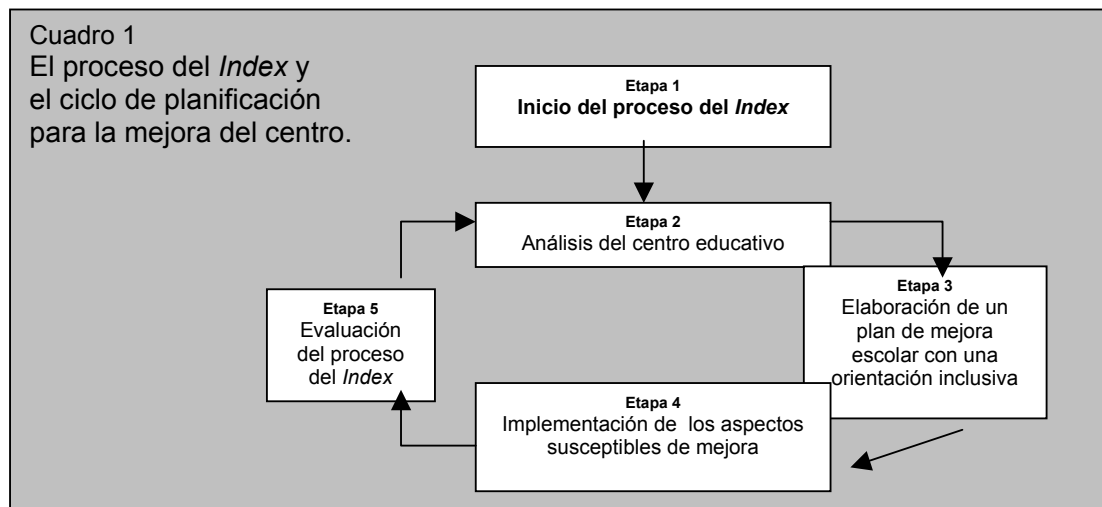 Cuadro 1
El proceso del Index y
el ciclo de planificación
para la mejora del centro.
Etapa 1
Inicio del proceso del Index
Etapa 2
Análisis del centro educativo
Etapa 3
Elaboración de un
plan de mejora
escolar con una
orientación inclusiva
Etapa 4
Implementación de los aspectos
susceptibles de mejora
Etapa 5
Evaluación
del proceso
del Index